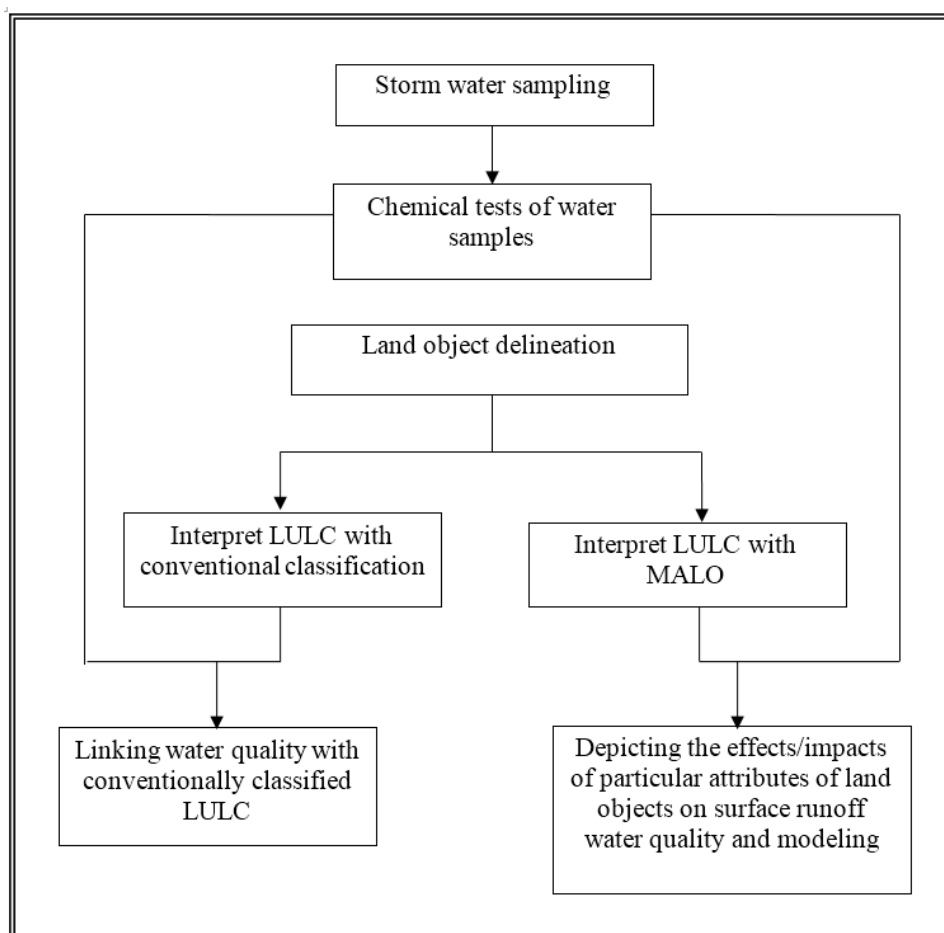 Storm water sampling
Chemical tests of water
samples
Land object delineation
Interpret LULC with
conventional classification
Interpret LULC with
MALO
Linking water quality with
conventionally classified
LULC
Depicting the effects/impacts
of particular attributes of land
objects on surface runoff
water quality and modeling